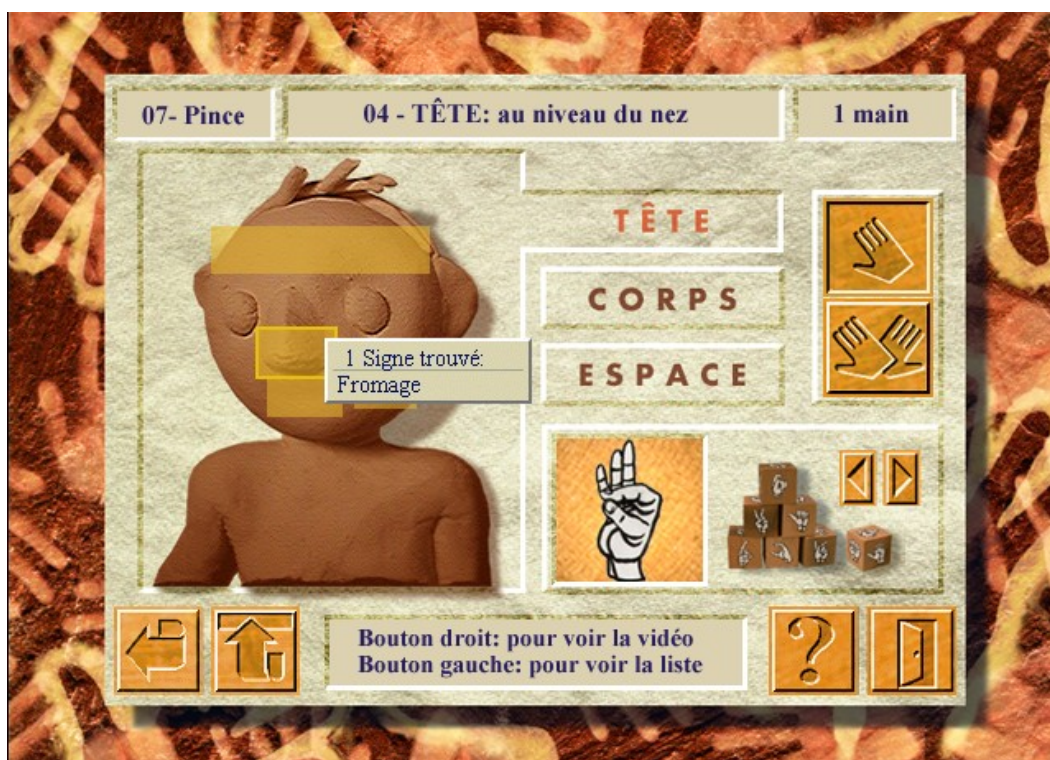 07- Pince
04 - TÊTE: au niveau du nez
1 main
TÊTE
CORPS
ESPACE
1 Signe trouvé:
Fromage
Bouton droit: pour voir la vidéo
Bouton gauche: pour voir la liste
?